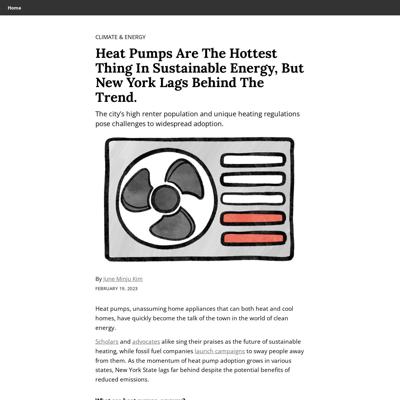 Home
CLIMATE & ENERGY
Heat Pumps Are The Hottest
Thing In Sustainable Energy, But
New York Lags Behind The
Trend.
The city's high renter population and unique heating regulations
pose challenges to widespread adoption.
By June Minju Kim
FEBRUARY 19, 2023
Heat pumps, unassuming home appliances that can both heat and cool
homes, have quickly become the talk of the town in the world of clean
energy.
Scholars and advocates alike sing their praises as the future of sustainable
heating, while fossil fuel companies launch campaigns to sway people away
from them. As the momentum of heat pump adoption grows in various
states, New York State lags far behind despite the potential benefits of
reduced emissions.